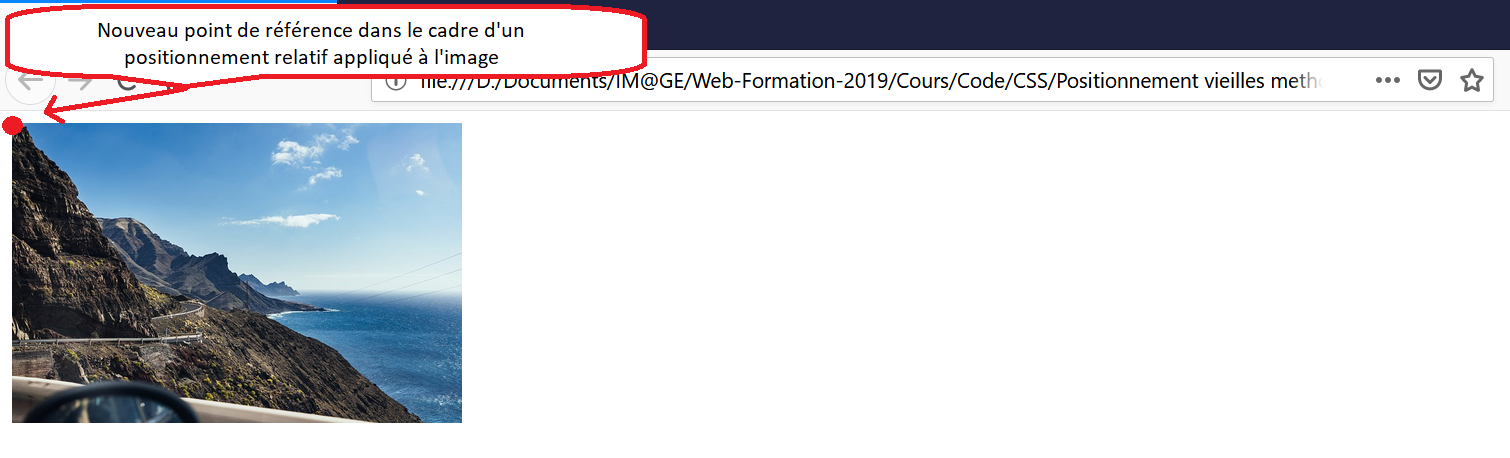 Nouveau point de référence dans le cadre d'un
positionnement relatif appliqué à l'image
file:///D:/Documents/IM@GE/Web-Formation-2019/Cours/Code/CSS/Positionnement vieilles meth